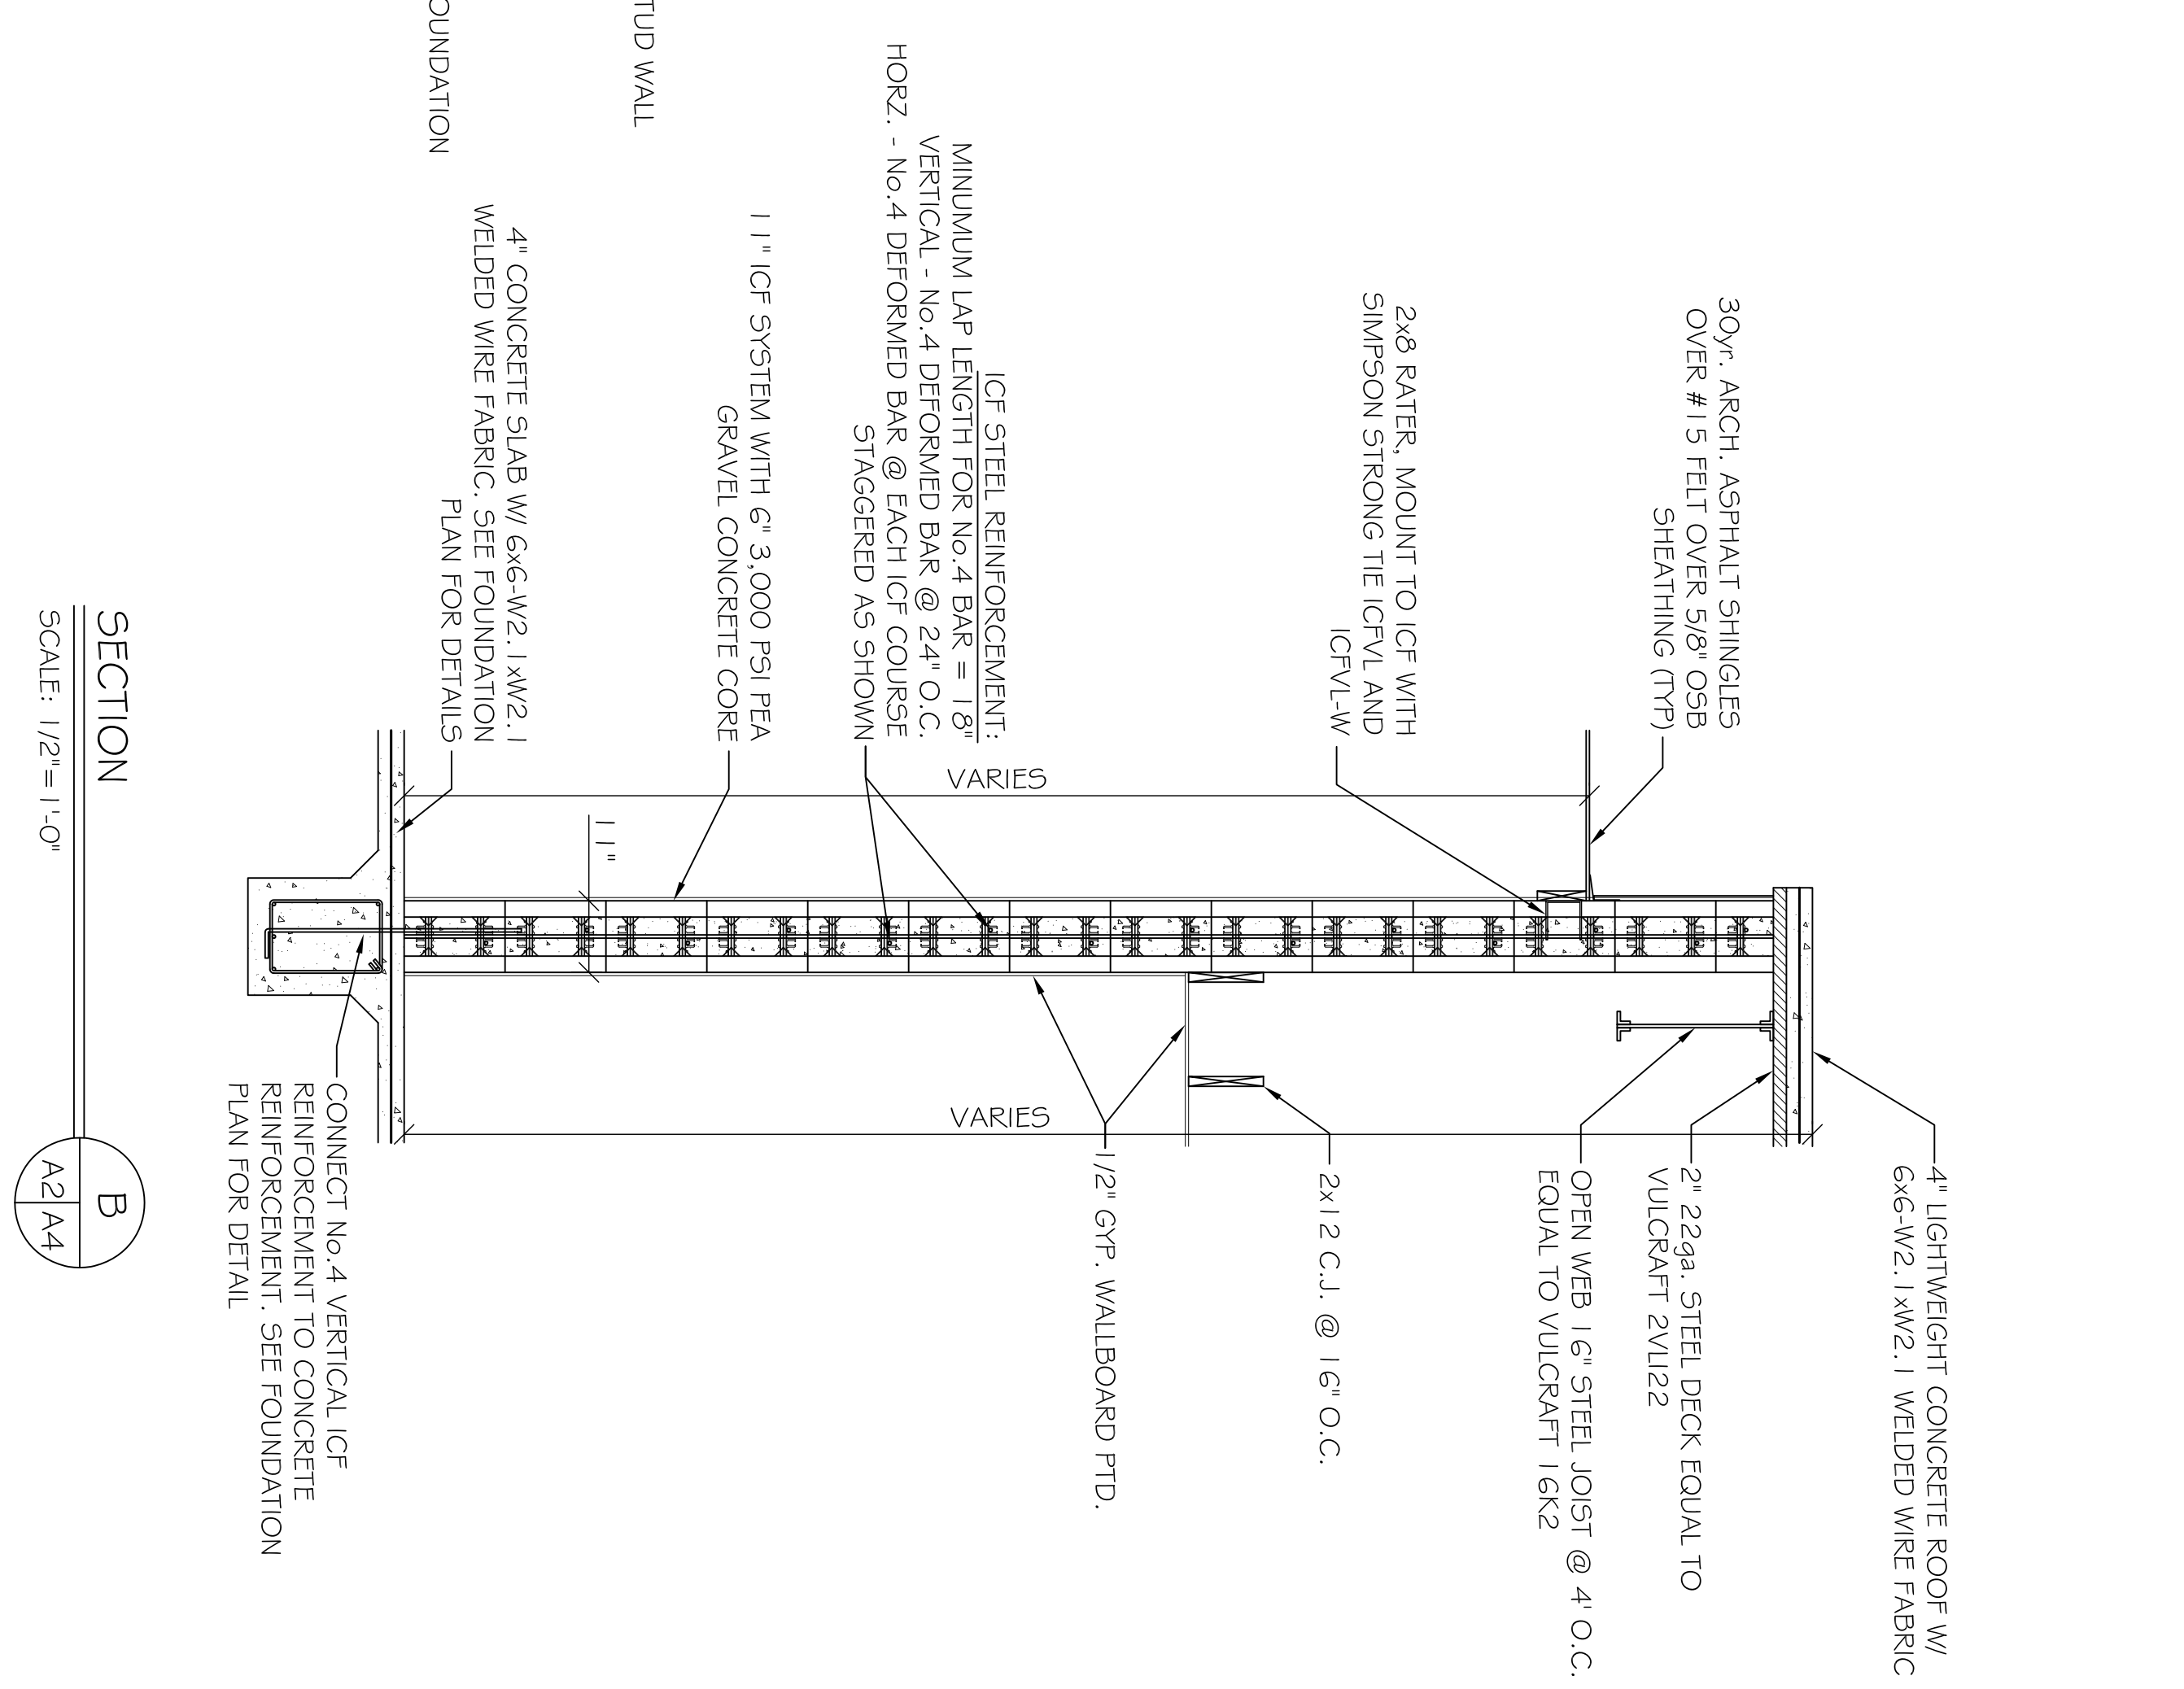 30yr. ARCH. ASPHALT SHINGLES
OVER #15 FELT OVER 5/8" OSB
SHEATHING (TYP)
2x8 RATER, MOUNT TO ICF WITH
SIMPSON STRONG TIE ICFVL AND
ICFVL-W
ICF STEEL REINFORCEMENT:
MINUMUM LAP LENGTH FOR No.4 BAR = 18"
VERTICAL - No.4 DEFORMED BAR @ 24" O.C.
HORZ. - No.4 DEFORMED BAR @ EACH ICF COURSE
STAGGERED AS SHOWN
11" ICF SYSTEM WITH 6" 3,000 PSI PEA
GRAVEL CONCRETE CORE
TUD WALL
4" CONCRETE SLAB W/ 6x6-W2.1xW2.1
WELDED WIRE FABRIC. SEE FOUNDATION
PLAN FOR DETAILS
OUNDATION
VARIES
11"
VARIES
4" LIGHTWEIGHT CONCRETE ROOF W/
6x6-W2.1xW2.1 WELDED WIRE FABRIC
2" 22ga. STEEL DECK EQUAL TO
VULCRAFT 2VLI22
OPEN WEB 16" STEEL JOIST @ 4' O.C.
EQUAL TO VULCRAFT 16K2
2x12 C.J. @ 16" O.C.
1/2" GYP. WALLBOARD PTD.
CONNECT No.4 VERTICAL ICF
REINFORCEMENT TO CONCRETE
REINFORCEMENT. SEE FOUNDATION
PLAN FOR DETAIL
SECTION
SCALE: 1/2"= 1'-0"
B
A2 A4